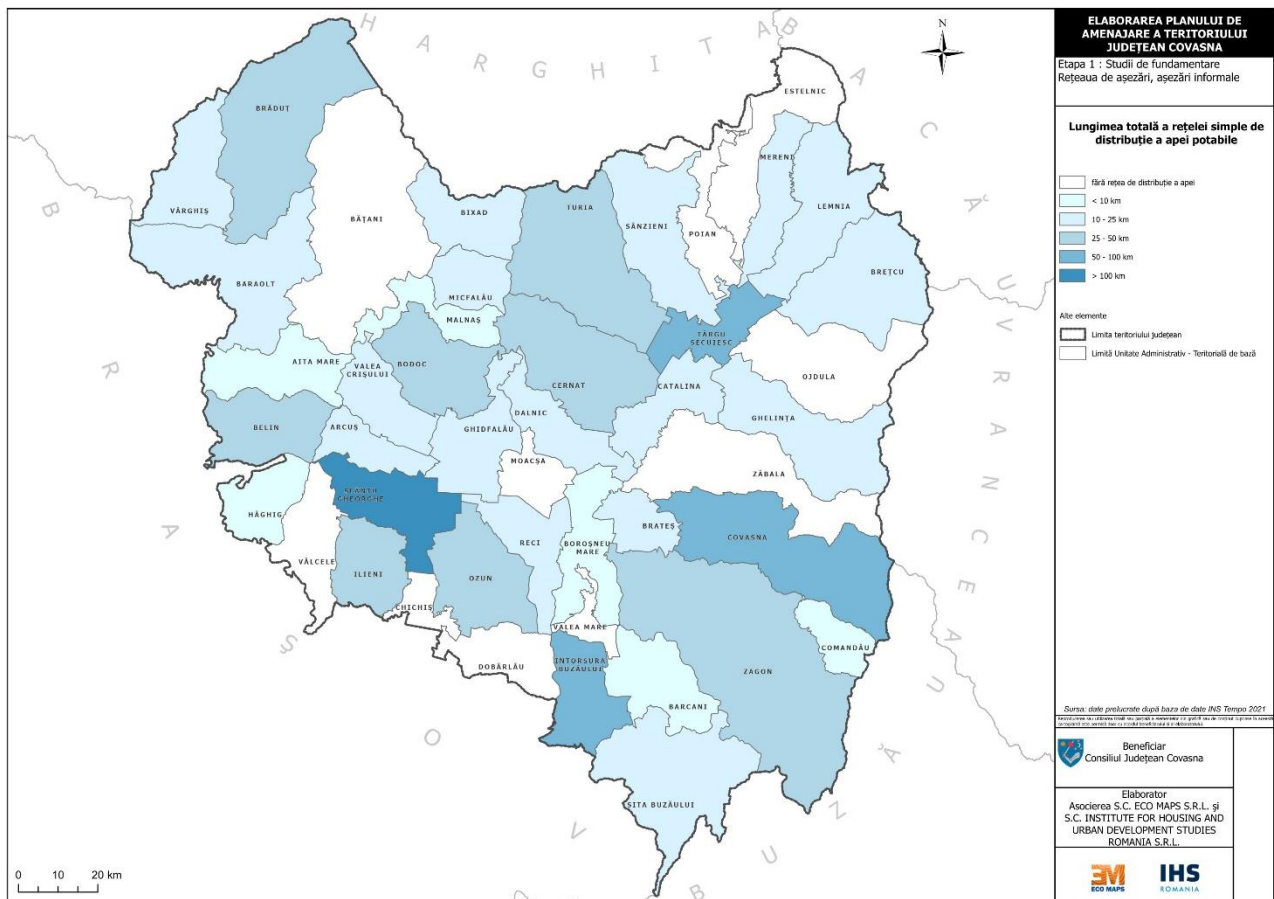 HARGHITA
BACĂU
VRANCEA
BUZĂU
BRAȘOV
N
ESTELNIC
BRĂDUȚ
MERENI
LEMNIA
VÂRGHIȘ
BĂȚANI
BIXAD
TURIA
SÂNZIENI
POIAN
BREȚCU
BARAOLT
MICFALĂU
MALNAȘ
TÂRGU
SECUIESC
AITA MARE
VALEA
CRIȘULUI
BODOC
CERNAT
CATALINA
OJDULA
BELIN
ARCUȘ
GHIDFALĂU
DALNIC
GHELINȚA
MOACȘA
ZĂBALA
SFÂNTU
GHEORGHE
HĂGHIG
RECI
BOROȘNEU
MARE
BRATEȘ
COVASNA
VÂLCELE
ILIENI
OZUN
CHICHIȘ
VALEA MARE
COMANDĂU
DOBÂRLĂU
INTORSURA
BUZĂULUI
ZAGON
BARCANI
SITA BUZĂULUI
0 10 20 km
ELABORAREA PLANULUI DE
AMENAJARE A TERITORIULUI
JUDEȚEAN COVASNA
Etapa 1 : Studii de fundamentare
Rețeaua de așezări, așezări informale
Lungimea totală a rețelei simple de
distribuție a apei potabile
fără rețea de distribuție a apei
< 10 km
10 - 25 km
25 - 50 km
50 - 100 km
> 100 km
Alte elemente
Limita teritoriului județean
Limită Unitate Administrativ - Teritorială de bază
Sursa: date prelucrate după baza de date INS Tempo 2021
Beneficiar
Consiliul Județean Covasna
Elaborator
Asocierea S.C. ECO MAPS S.R.L. și
S.C. INSTITUTE FOR HOUSING AND
URBAN DEVELOPMENT STUDIES
ROMANIA S.R.L.
ECO MAPS
IHS
ROMANIA